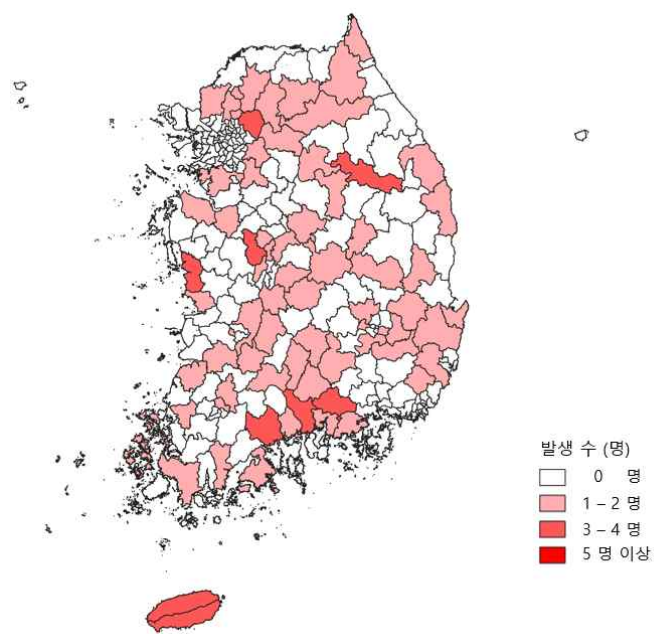 발생 수 (명)
0 명
1 – 2 명
3 – 4 명
5 명 이상